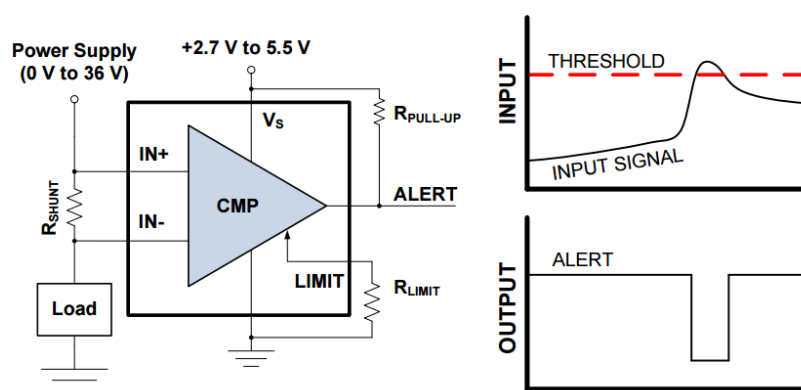 Power Supply
(0 V to 36 V)
+2.7 V to 5.5 V
VS
RPULL-UP
IN+
RSHUNT
CMP
ALERT
IN-
LIMIT
RLIMIT
Load
INPUT
THRESHOLD
INPUT SIGNAL
OUTPUT
ALERT